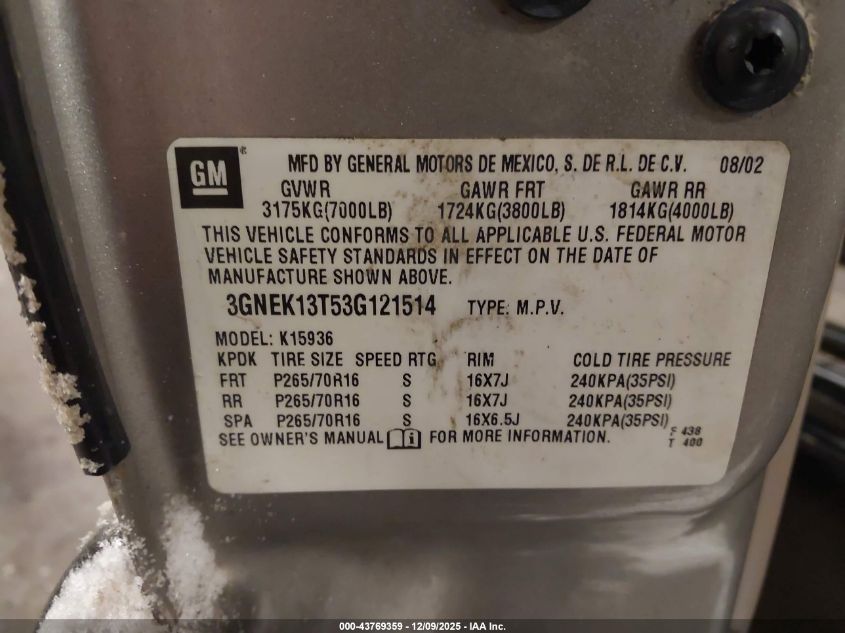 GM
MFD BY GENERAL MOTORS DE MEXICO, S. DE R.L. DE C.V. 08/02
GVWR GAWR FRT GAWR RR
3175KG(7000LB) 1724KG(3800LB) 1814KG(4000LB)
THIS VEHICLE CONFORMS TO ALL APPLICABLE U.S. FEDERAL MOTOR
VEHICLE SAFETY STANDARDS IN EFFECT ON THE DATE OF
MANUFACTURE SHOWN ABOVE.
3GNEK13T53G121514 TYPE: M.P.V.
MODEL: K15936
KPDK TIRE SIZE SPEED RTG RIM COLD TIRE PRESSURE
FRT P265/70R16 S 16X7J 240KPA(35PSI)
RR P265/70R16 S 16X7J 240KPA(35PSI)
SPA P265/70R16 S 16X6.5J 240KPA(35PSI)
SEE OWNER'S MANUAL FOR MORE INFORMATION.
F 438
T 400
000-43769359 | 12/09/2025 - IAA Inc.